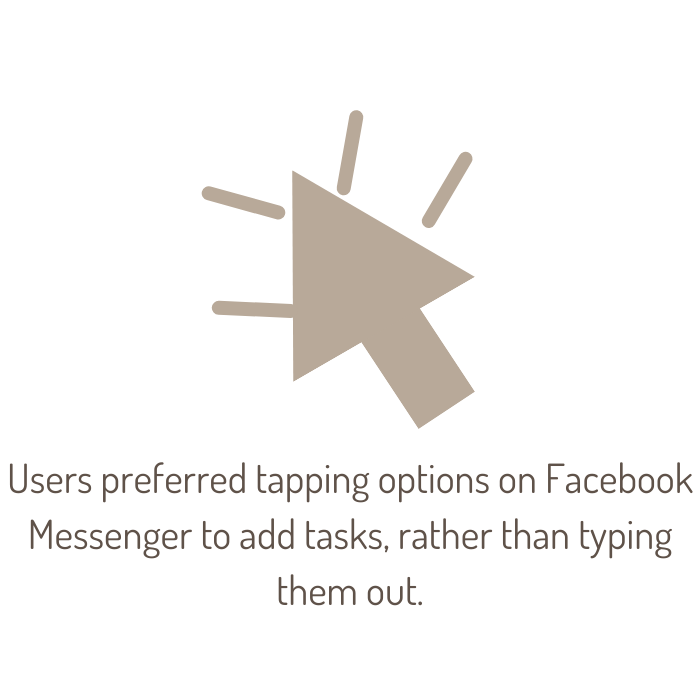 Users preferred tapping options on Facebook
Messenger to add tasks, rather than typing
them out.